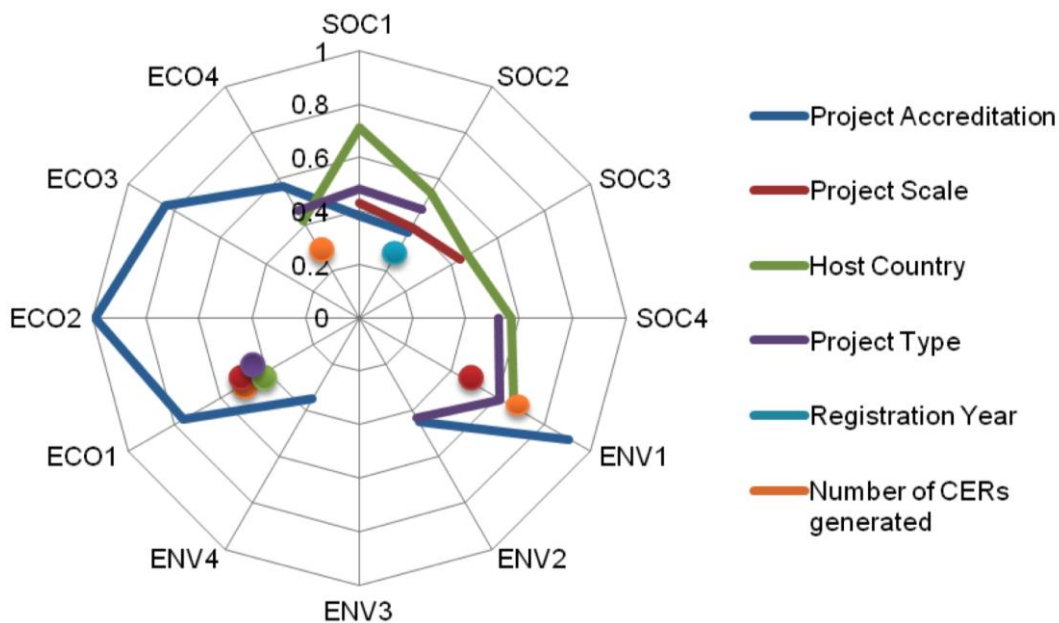 SOC1
SOC2
SOC3
SOC4
ENV1
ENV2
ENV3
ENV4
ECO1
ECO2
ECO3
ECO4
1
0.8
0.6
0.4
0.2
0
Project Accreditation
Project Scale
Host Country
Project Type
Registration Year
Number of CERs
generated